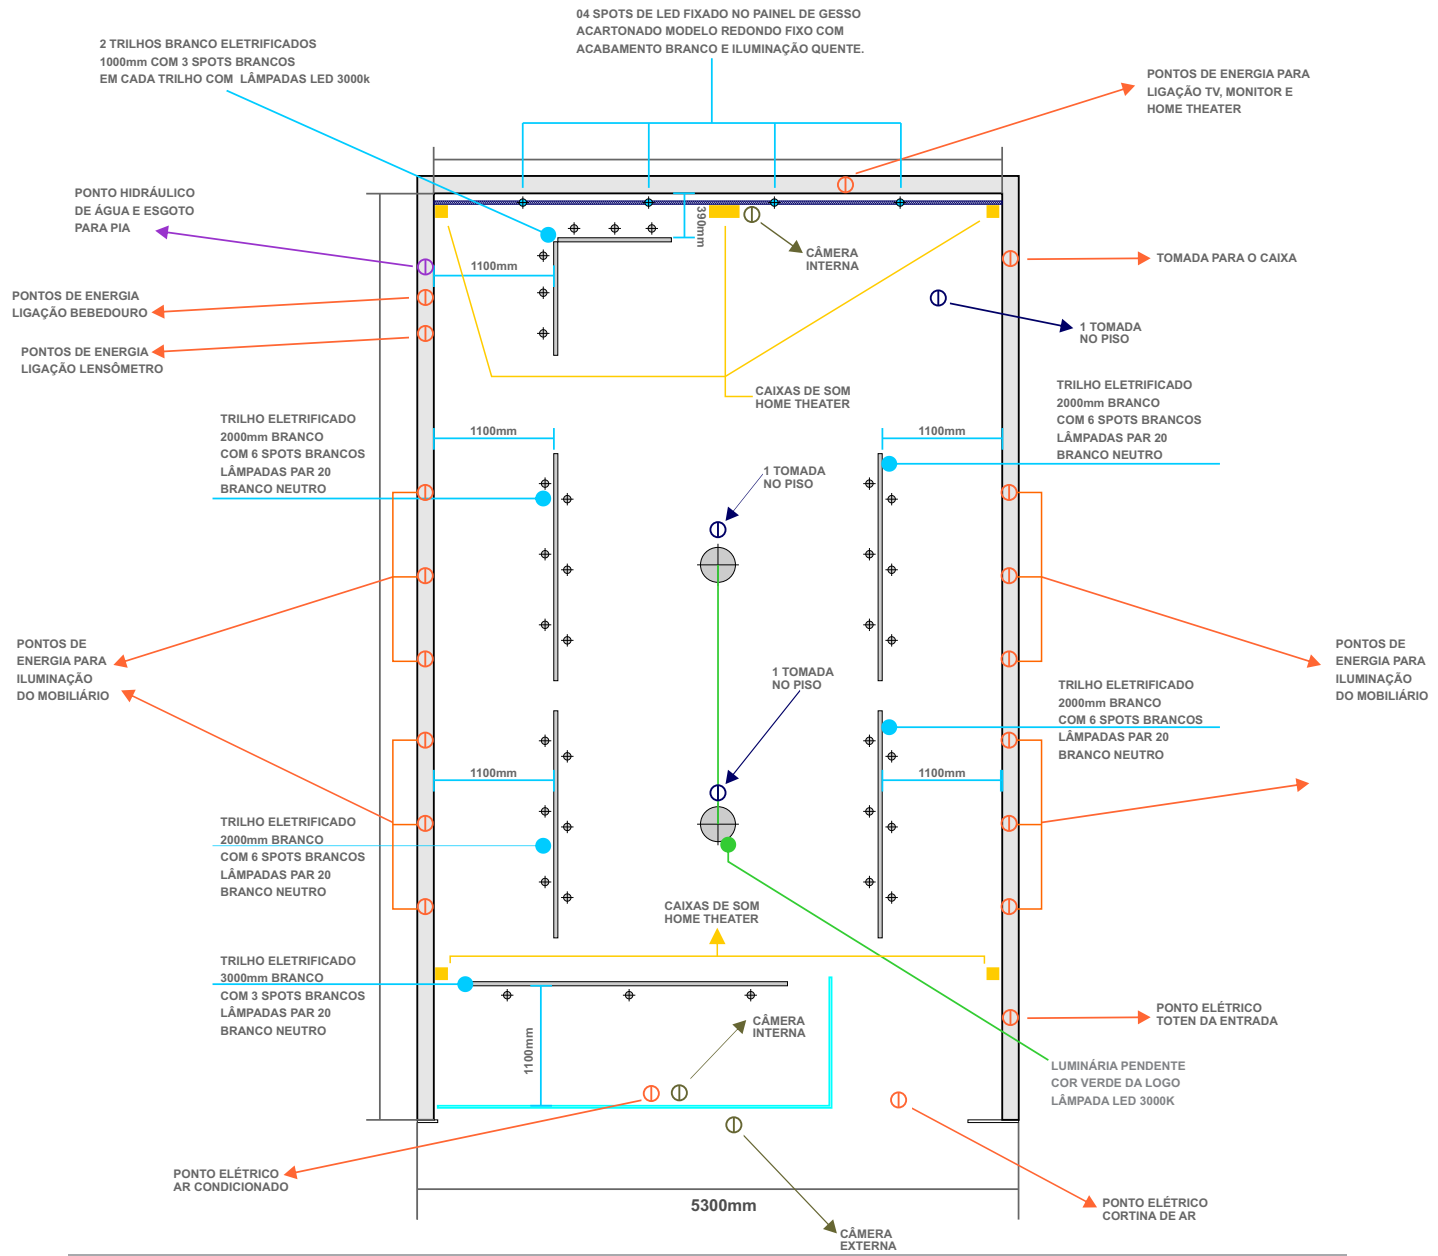 04 SPOTS DE LED FIXADO NO PAINEL DE GESSO
ACARTONADO MODELO REDONDO FIXO COM
ACABAMENTO BRANCO E ILUMINAÇÃO QUENTE.
2 TRILHOS BRANCO ELETRIFICADOS
1000mm COM 3 SPOTS BRANCOS
EM CADA TRILHO COM LÂMPADAS LED 3000k
PONTOS DE ENERGIA PARA
LIGAÇÃO TV, MONITOR E
HOME THEATER
PONTO HIDRÁULICO
DE ÁGUA E ESGOTO
PARA PIA
390mm
CÂMERA
INTERNA
1100mm
TOMADA PARA O CAIXA
PONTOS DE ENERGIA
LIGAÇÃO BEBEDOURO
1 TOMADA
NO PISO
PONTOS DE ENERGIA
LIGAÇÃO LENSÔMETRO
CAIXAS DE SOM
HOME THEATER
TRILHO ELETRIFICADO
2000mm BRANCO
COM 6 SPOTS BRANCOS
LÂMPADAS PAR 20
BRANCO NEUTRO
TRILHO ELETRIFICADO
2000mm BRANCO
COM 6 SPOTS BRANCOS
LÂMPADAS PAR 20
BRANCO NEUTRO
1100mm
1100mm
1 TOMADA
NO PISO
PONTOS DE
ENERGIA PARA
ILUMINAÇÃO
DO MOBILIÁRIO
1 TOMADA
NO PISO
PONTOS DE
ENERGIA PARA
ILUMINAÇÃO
DO MOBILIÁRIO
TRILHO ELETRIFICADO
2000mm BRANCO
COM 6 SPOTS BRANCOS
LÂMPADAS PAR 20
BRANCO NEUTRO
1100mm
1100mm
TRILHO ELETRIFICADO
2000mm BRANCO
COM 6 SPOTS BRANCOS
LÂMPADAS PAR 20
BRANCO NEUTRO
CAIXAS DE SOM
HOME THEATER
TRILHO ELETRIFICADO
3000mm BRANCO
COM 3 SPOTS BRANCOS
LÂMPADAS PAR 20
BRANCO NEUTRO
1100mm
CÂMERA
INTERNA
PONTO ELÉTRICO
TOTEN DA ENTRADA
LUMINÁRIA PENDENTE
COR VERDE DA LOGO
LÂMPADA LED 3000K
PONTO ELÉTRICO
AR CONDICIONADO
5300mm
PONTO ELÉTRICO
CORTINA DE AR
CÂMERA
EXTERNA